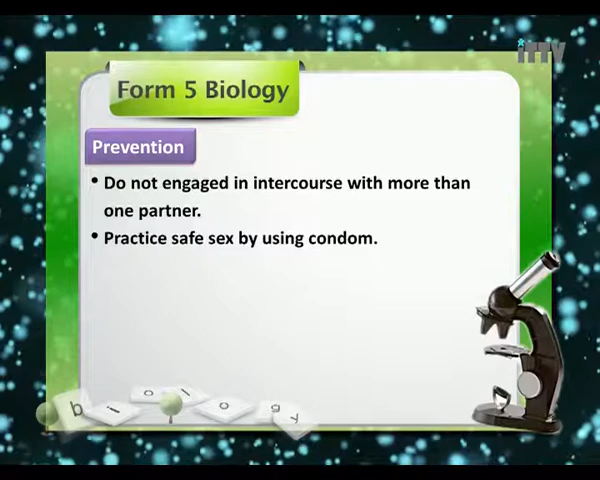 iTTV
Form 5 Biology
Prevention
• Do not engaged in intercourse with more than
one partner.
• Practice safe sex by using condom.
b i o l o g y